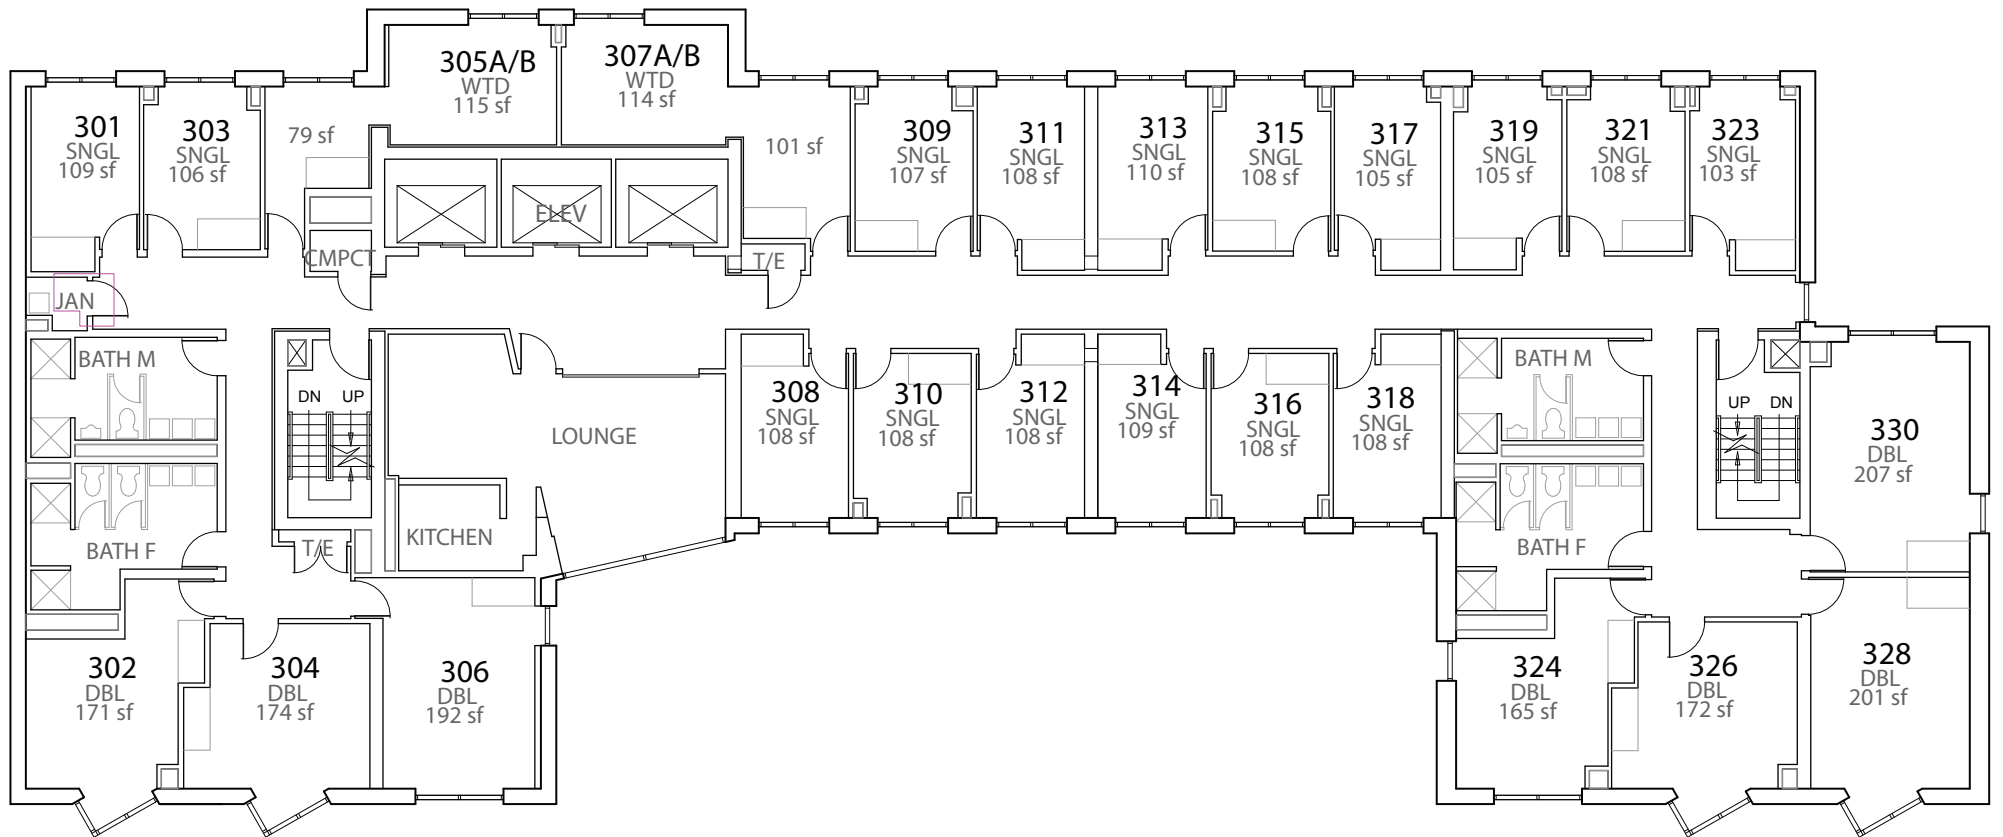 305A/B
WTD
115 sf
307A/B
WTD
114 sf
301
SNGL
109 sf
303
SNGL
106 sf
79 sf
101 sf
309
SNGL
107 sf
311
SNGL
108 sf
313
SNGL
110 sf
315
SNGL
108 sf
317
SNGL
105 sf
319
SNGL
105 sf
321
SNGL
108 sf
323
SNGL
103 sf
ELEV
CMPCT
T/E
JAN
BATH M
DN UP
LOUNGE
308
SNGL
108 sf
310
SNGL
108 sf
312
SNGL
108 sf
314
SNGL
109 sf
316
SNGL
108 sf
318
SNGL
108 sf
BATH M
UP DN
330
DBL
207 sf
BATH F
T/E
KITCHEN
BATH F
302
DBL
171 sf
304
DBL
174 sf
306
DBL
192 sf
324
DBL
165 sf
326
DBL
172 sf
328
DBL
201 sf